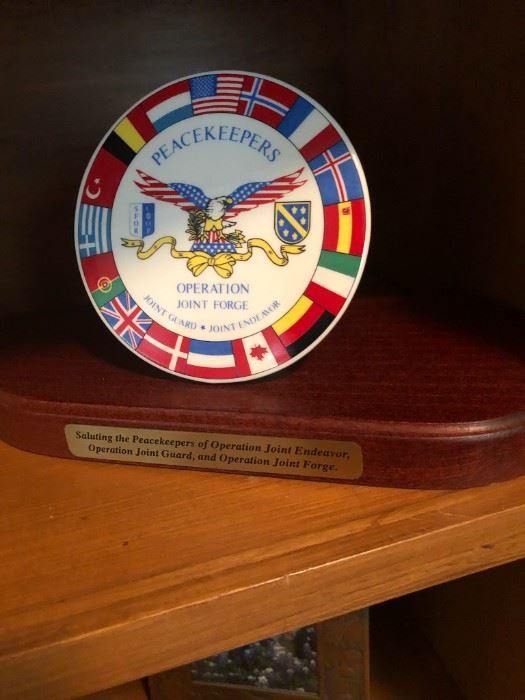 PEACEKEEPERS
SFOR
OPERATION
JOINT FORGE
JOINT GUARD ★ JOINT ENDEAVOR
Saluting the Peacekeepers of Operation Joint Endeavor,
Operation Joint Guard, and Operation Joint Forge.